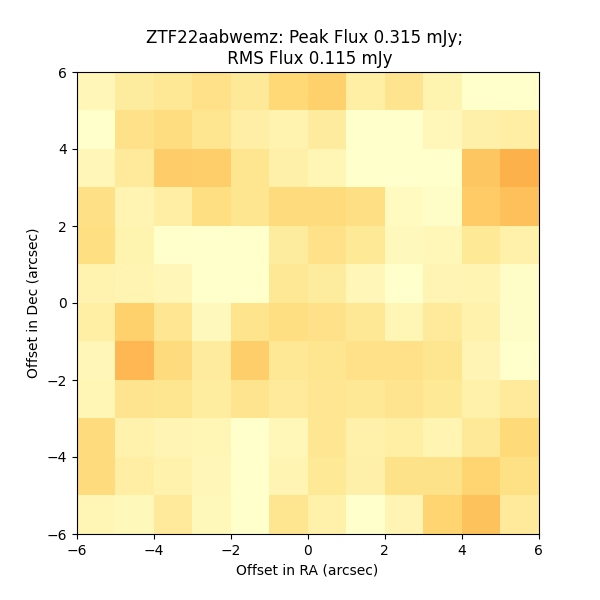 ZTF22aabwemz: Peak Flux 0.315 mJy;
RMS Flux 0.115 mJy
6
4
2
0
−2
−4
−6
Offset in Dec (arcsec)
−6 −4 −2 0 2 4 6
Offset in RA (arcsec)